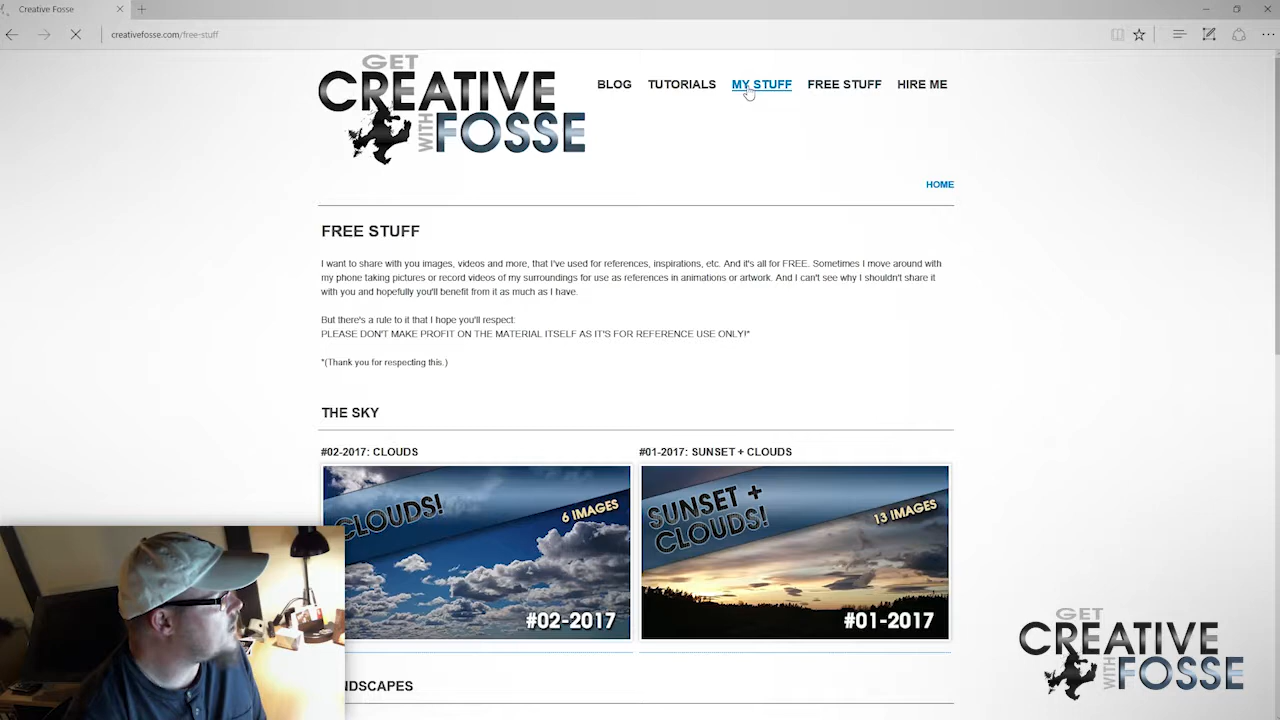 Creative Fosse
creativefosse.com/free-stuff
GET
CREATIVE
WITH FOSSE
BLOG TUTORIALS MY STUFF FREE STUFF HIRE ME
HOME
FREE STUFF
I want to share with you images, videos and more, that I've used for references, inspirations, etc. And it's all for FREE. Sometimes I move around with
my phone taking pictures or record videos of my surroundings for use as references in animations or artwork. And I can't see why I shouldn't share it
with you and hopefully you'll benefit from it as much as I have.
But there's a rule to it that I hope you'll respect:
PLEASE DON'T MAKE PROFIT ON THE MATERIAL ITSELF AS IT'S FOR REFERENCE USE ONLY!*
*(Thank you for respecting this.)
THE SKY
#02-2017: CLOUDS
#01-2017: SUNSET + CLOUDS
CLOUDS!
6 IMAGES
#02-2017
SUNSET +
CLOUDS!
13 IMAGES
#01-2017
NDSCAPES
GET
CREATIVE
WITH FOSSE